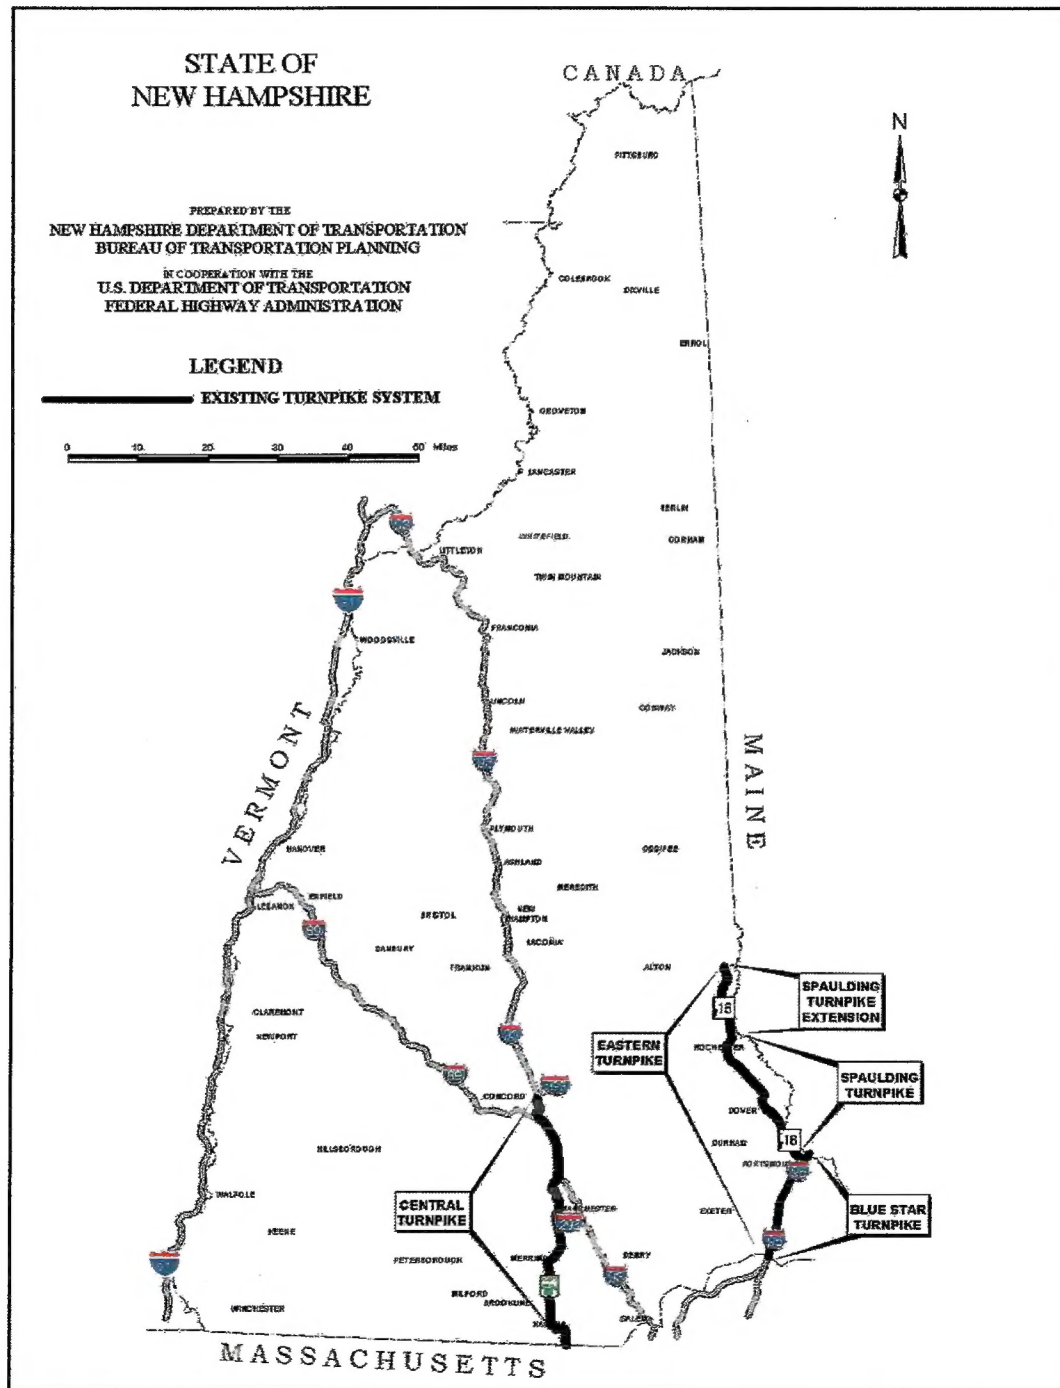 STATE OF
NEW HAMPSHIRE
CANADA
N
PITTSBURG
PREPARED BY THE
NEW HAMPSHIRE DEPARTMENT OF TRANSPORTATION
BUREAU OF TRANSPORTATION PLANNING
IN COOPERATION WITH THE
U.S. DEPARTMENT OF TRANSPORTATION
FEDERAL HIGHWAY ADMINISTRATION
COLEBROOK
DIXVILLE
ERROL
LEGEND
EXISTING TURNPIKE SYSTEM
GROVETON
0 10 20 30 40 50 Miles
LANCASTER
BERLIN
WHITEFIELD
GORHAM
LITTLETON
TWIN MOUNTAIN
FRANCONIA
WOODSVILLE
JACKSON
LINCOLN
CONWAY
WATERVILLE VALLEY
VERMONT
MAINE
PLYMOUTH
HANOVER
ASHLAND
OSSIPEE
MEREDITH
ENFIELD
LEBANON
NEW
HAMPTON
BRISTOL
LACONIA
DANBURY
FRANKLIN
ALTON
SPAULDING
TURNPIKE
EXTENSION
16
CLAREMONT
NEWPORT
EASTERN
TURNPIKE
ROCHESTER
SPAULDING
TURNPIKE
CONCORD
DOVER
16
DURHAM
HILLSBOROUGH
PORTSMOUTH
WALPOLE
CENTRAL
TURNPIKE
MANCHESTER
EXETER
BLUE STAR
TURNPIKE
KEENE
PETERBOROUGH
DERRY
MILFORD
WINCHESTER
SALEM
MASSACHUSETTS